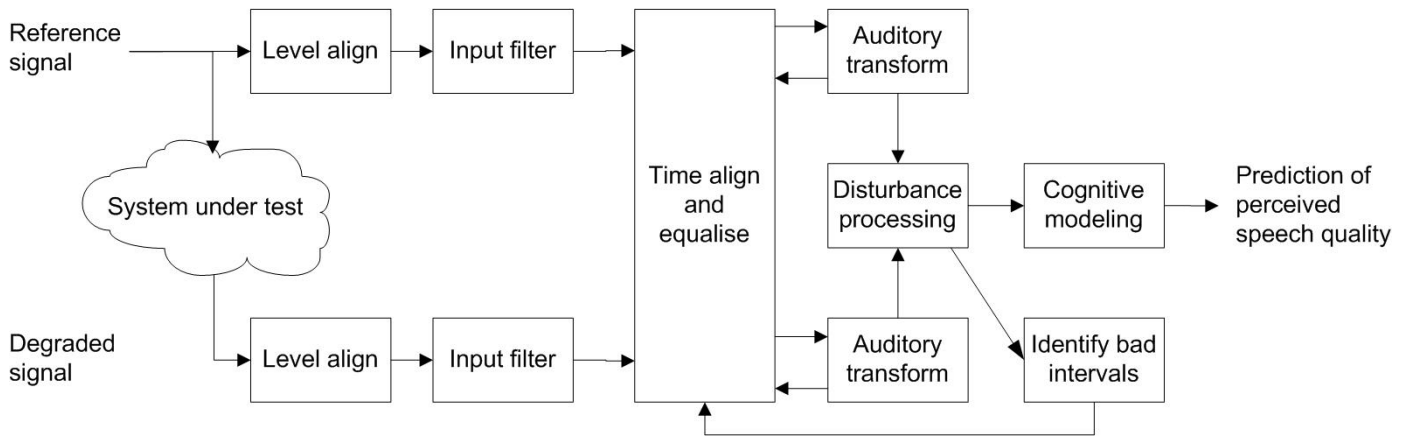 Reference
signal
Level align
Input filter
Auditory
transform
System under test
Time align
and
equalise
Disturbance
processing
Cognitive
modeling
Prediction of
perceived
speech quality
Degraded
signal
Level align
Input filter
Auditory
transform
Identify bad
intervals